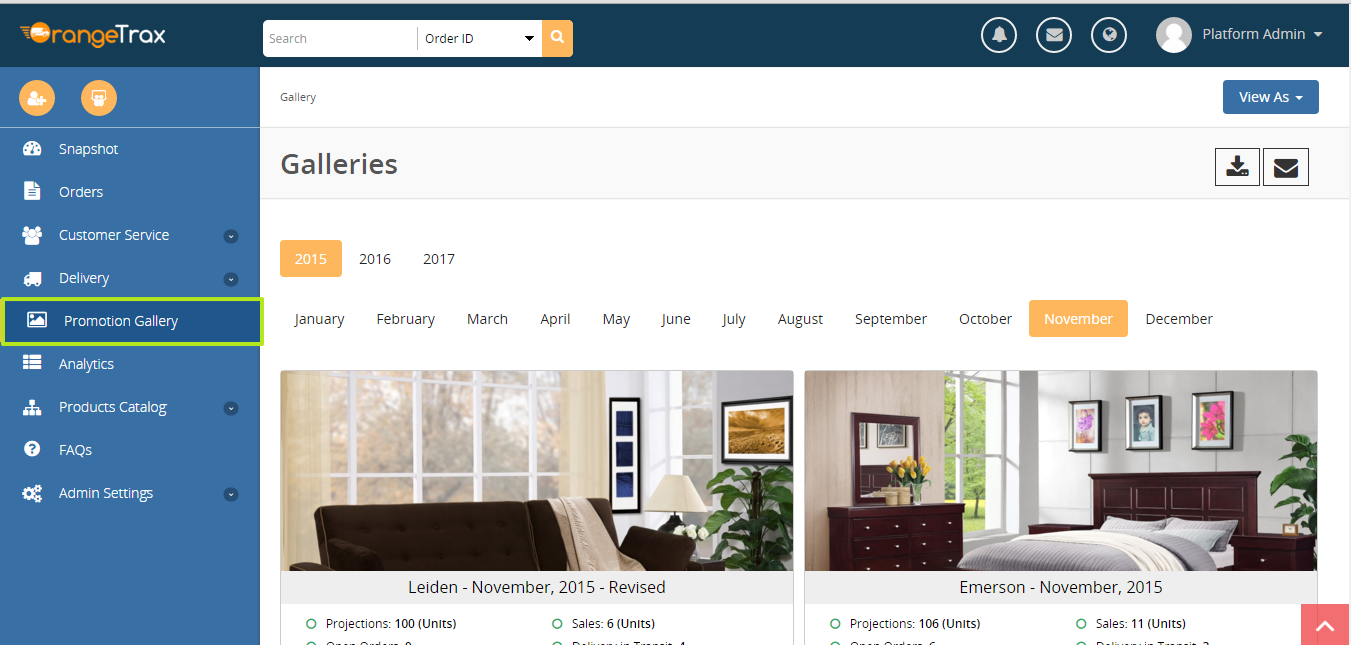 OrangeTrax
Search
Order ID
Platform Admin
Gallery
View As
Snapshot
Orders
Customer Service
Delivery
Promotion Gallery
Analytics
Products Catalog
FAQs
Admin Settings
Galleries
2015 2016 2017
January February March April May June July August September October November December
Leiden - November, 2015 - Revised
Projections: 100 (Units) Sales: 6 (Units)
Emerson - November, 2015
Projections: 106 (Units) Sales: 11 (Units)